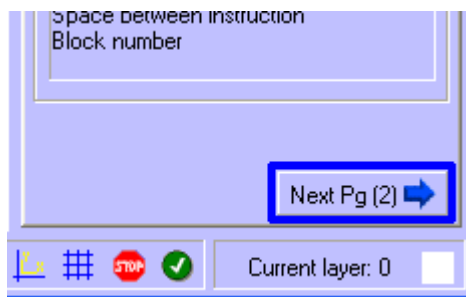 Space between instruction
Block number
Next Pg (2)
STOP
Current layer: 0